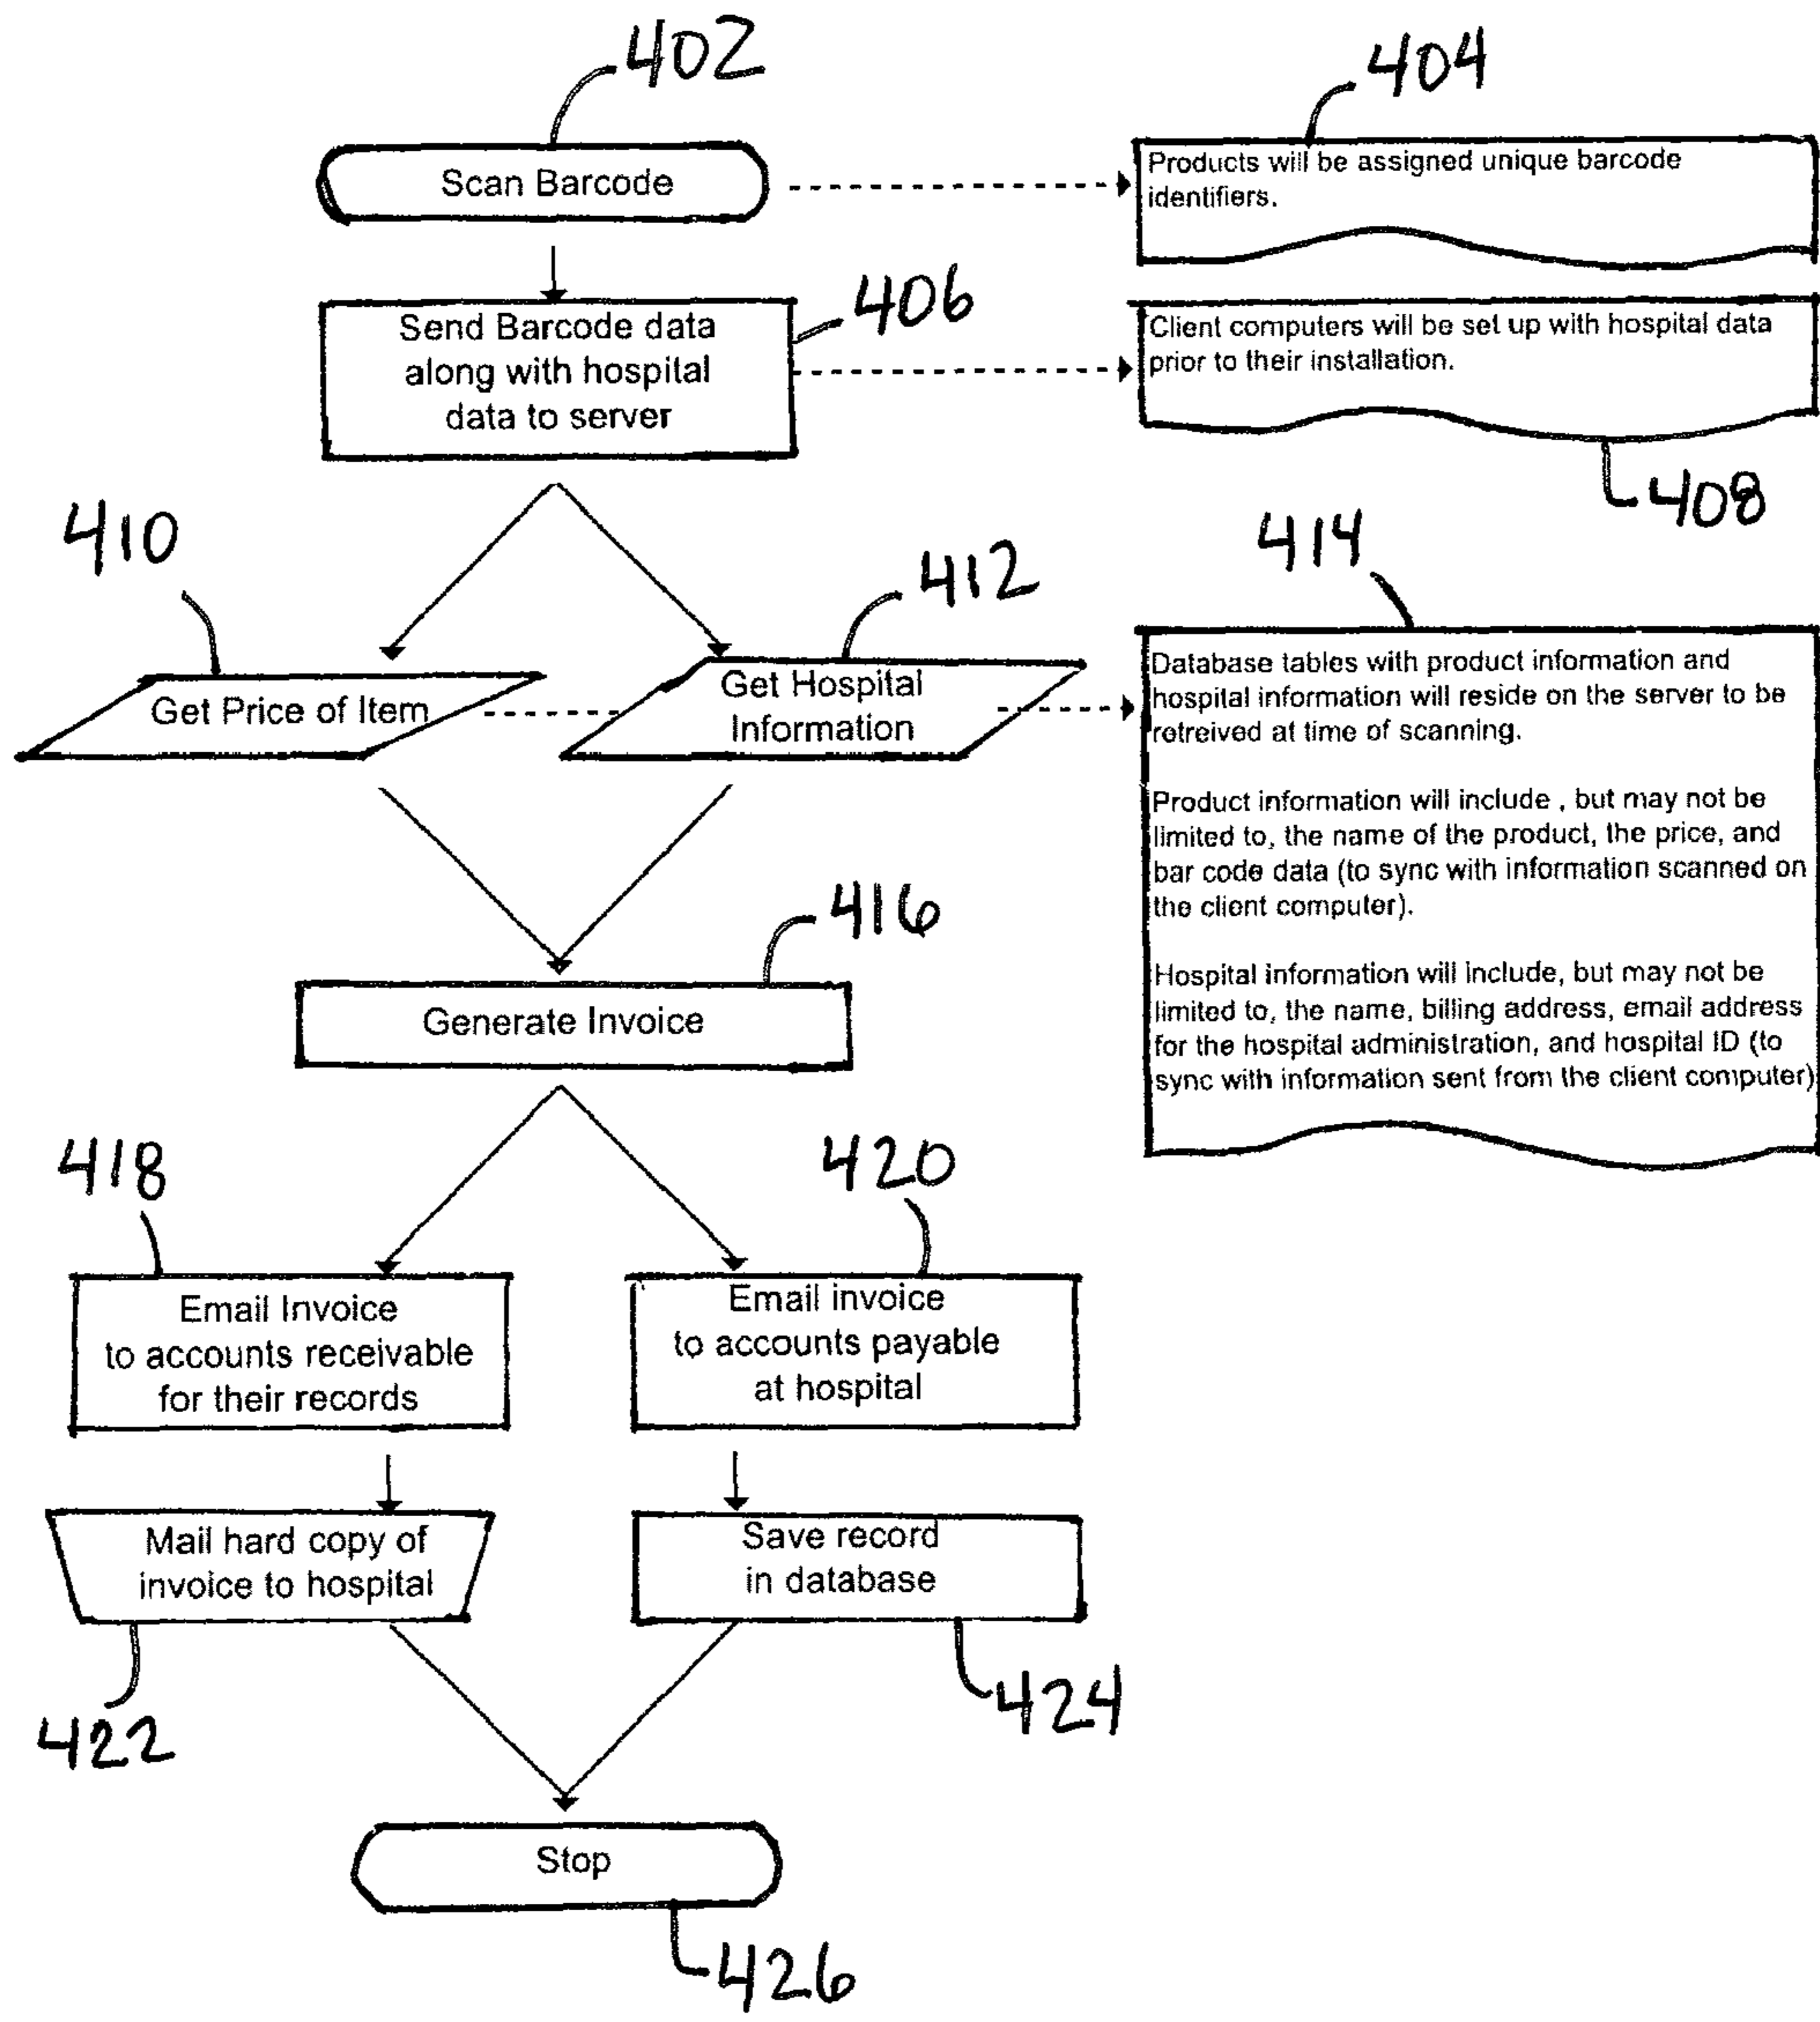 402
404
Scan Barcode
Products will be assigned unique barcode
identifiers.
406
Send Barcode data
along with hospital
data to server
Client computers will be set up with hospital data
prior to their installation.
408
410
412
414
Get Price of Item
Get Hospital
Information
Database tables with product information and
hospital information will reside on the server to be
retreived at time of scanning.
Product information will include , but may not be
limited to, the name of the product, the price, and
bar code data (to sync with information scanned on
the client computer).
Hospital information will include, but may not be
limited to, the name, billing address, email address
for the hospital administration, and hospital ID (to
sync with information sent from the client computer)
416
Generate Invoice
418
420
Email Invoice
to accounts receivable
for their records
Email invoice
to accounts payable
at hospital
Mail hard copy of
invoice to hospital
Save record
in database
422
424
Stop
426